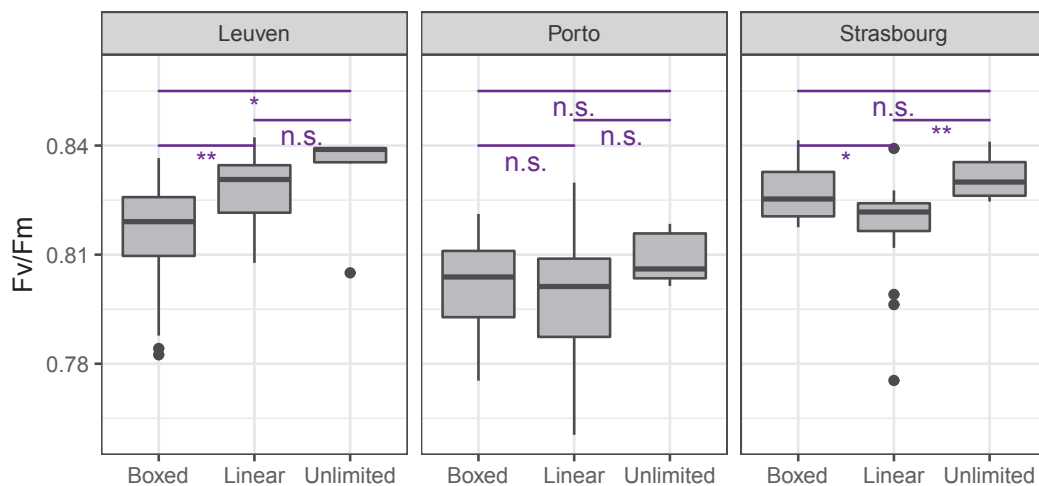 Leuven
Porto
Strasbourg
Fv/Fm
0.84
0.81
0.78
*
n.s.
**
n.s.
n.s.
n.s.
n.s.
**
*
Boxed Linear Unlimited
Boxed Linear Unlimited
Boxed Linear Unlimited